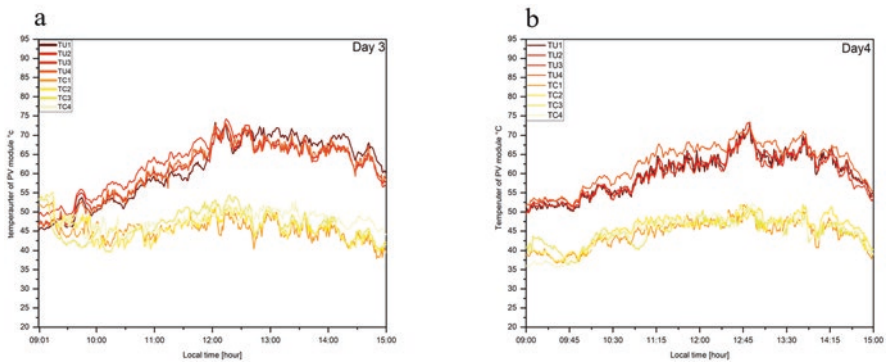 a
Day 3
TU1
TU2
TU3
TU4
TC1
TC2
TC3
TC4
95
90
85
80
75
70
65
60
55
50
45
40
35
30
25
20
temperaurter of PV module °c
09:01
10:00
11:00
12:00
13:00
14:00
15:00
Local time [hour]
b
Day4
TU1
TU2
TU3
TU4
TC1
TC2
TC3
TC4
95
90
85
80
75
70
65
60
55
50
45
40
35
30
25
20
Temperuter of PV module °C
09:00
09:45
10:30
11:15
12:00
12:45
13:30
14:15
15:00
Local time [hour]